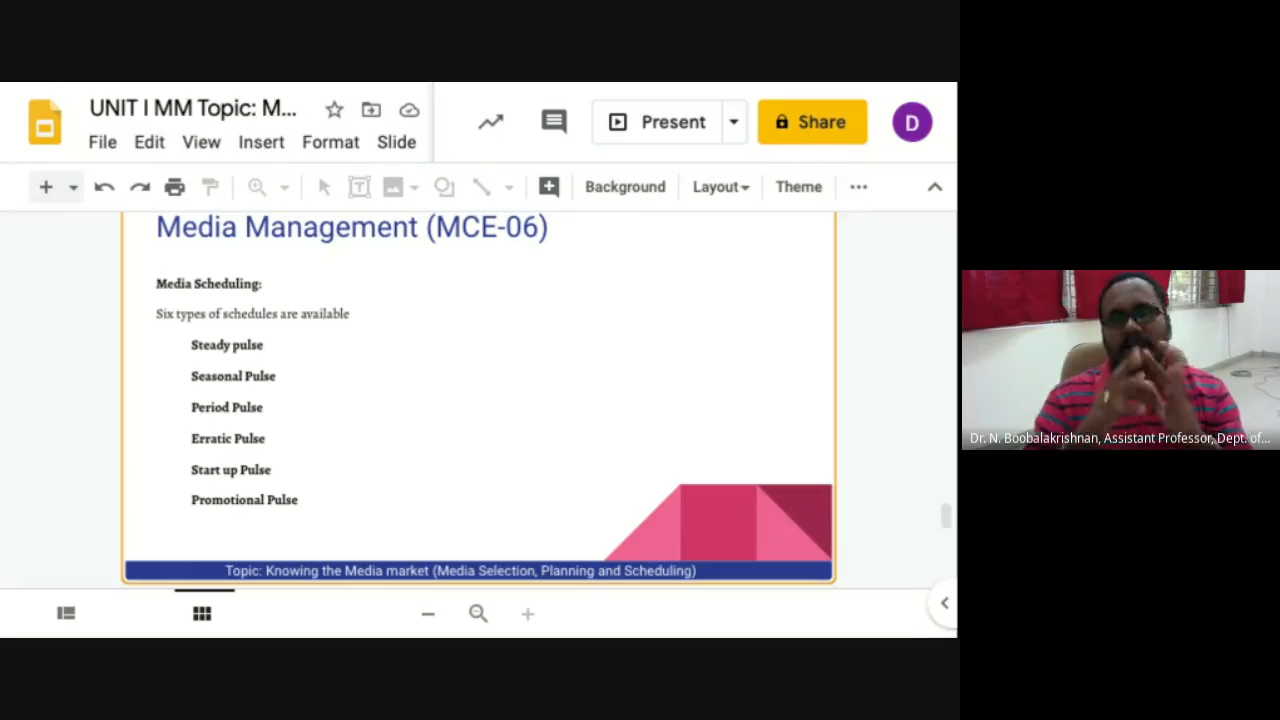 UNIT I MM Topic: M...
File Edit View Insert Format Slide
Present
Share
D
Background Layout Theme
Media Management (MCE-06)
Media Scheduling:
Six types of schedules are available
Steady pulse
Seasonal Pulse
Period Pulse
Erratic Pulse
Start up Pulse
Promotional Pulse
Topic: Knowing the Media market (Media Selection, Planning and Scheduling)
Dr. N. Boobalakrishnan, Assistant Professor, Dept. of...